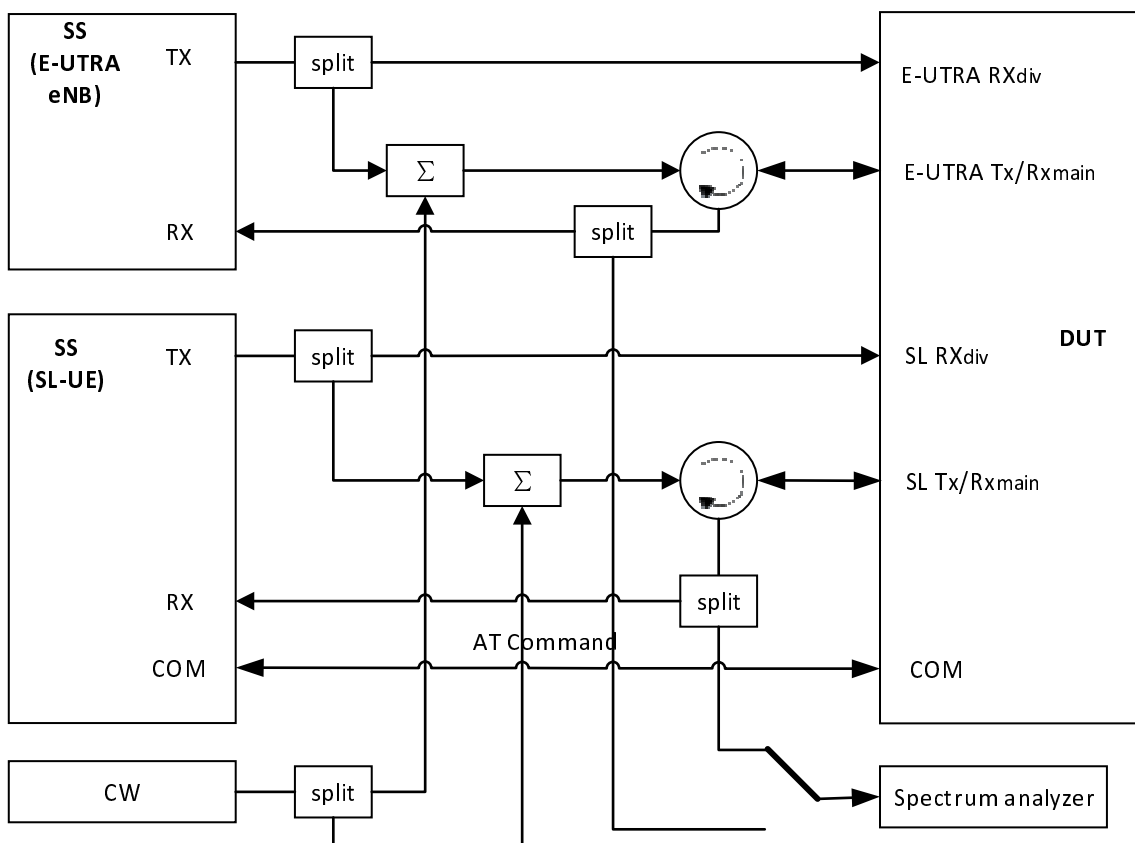 SS
(E-UTRA
eNB)
TX
RX
split
Σ
split
E-UTRA RXdiv
E-UTRA Tx/Rxmain
SS
(SL-UE)
TX
RX
COM
split
Σ
split
AT Command
SL RXdiv
DUT
SL Tx/Rxmain
COM
CW
split
Spectrum analyzer